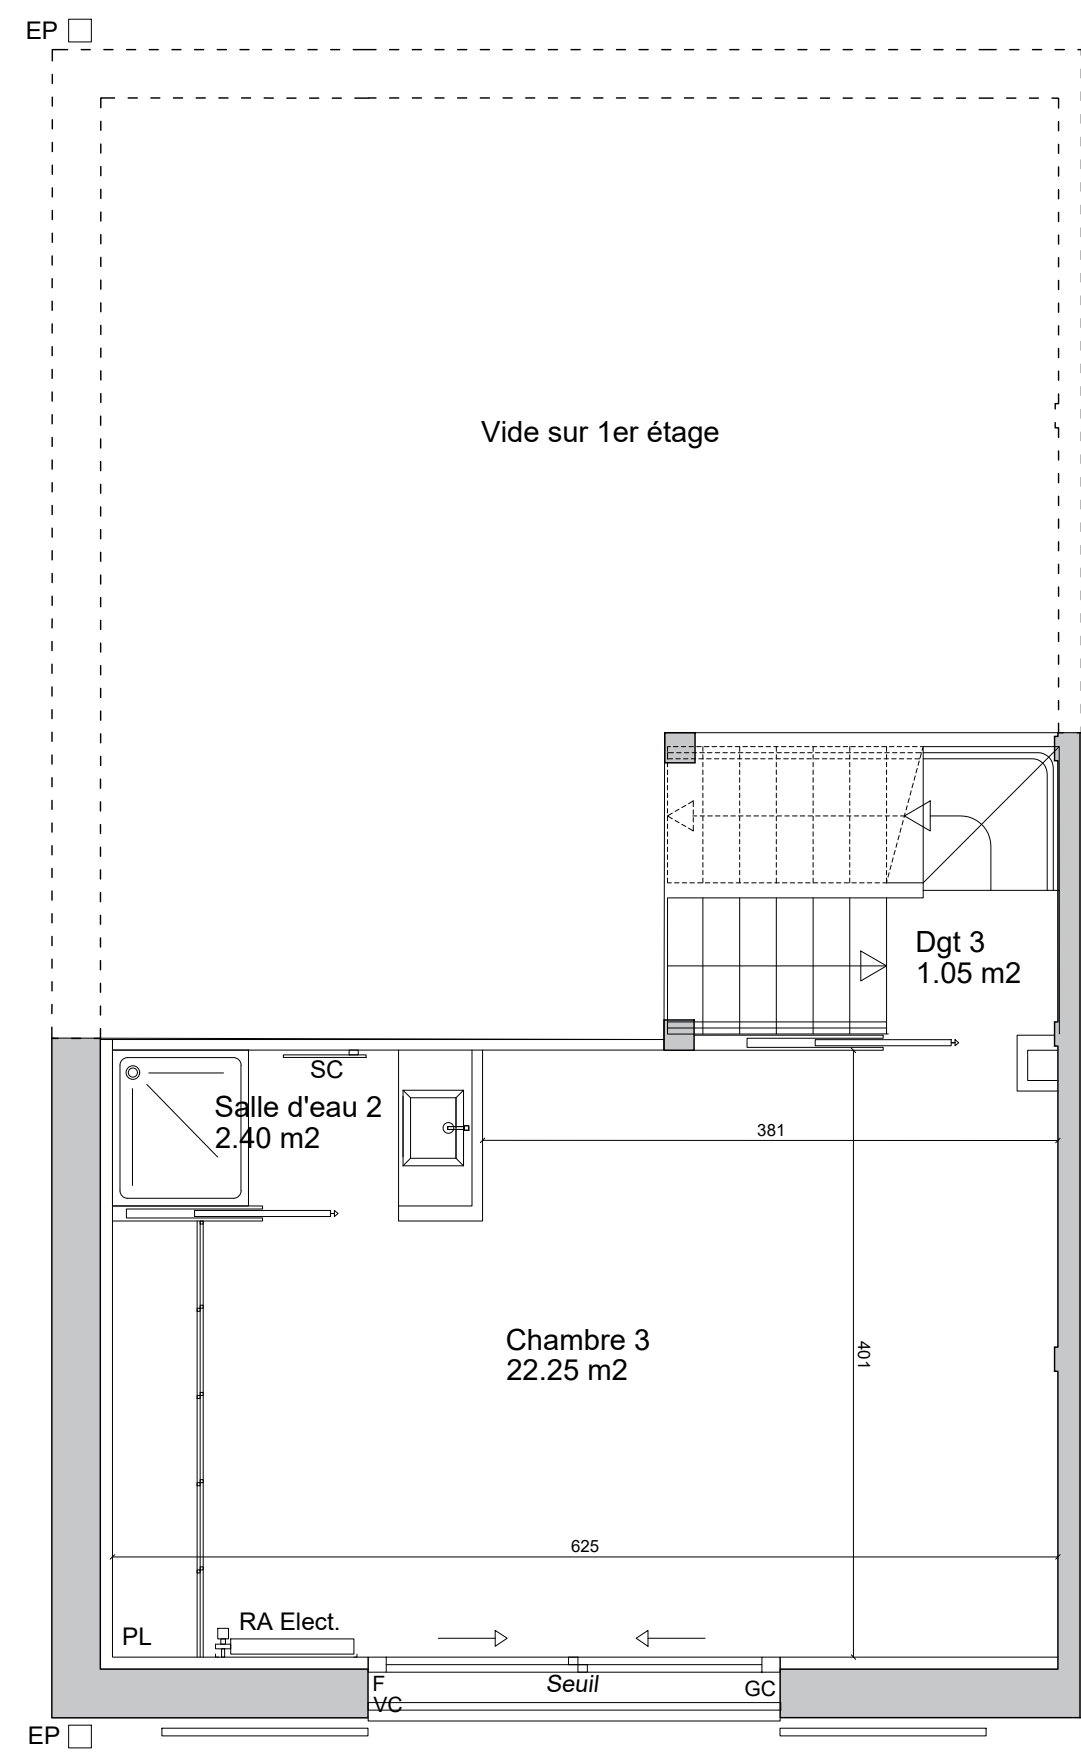 EP
Vide sur 1er étage
Dgt 3
1.05 m2
SC
Salle d'eau 2
2.40 m2
381
Chambre 3
22.25 m2
401
625
PL
RA Elect.
F
Seuil
GC
VC
EP